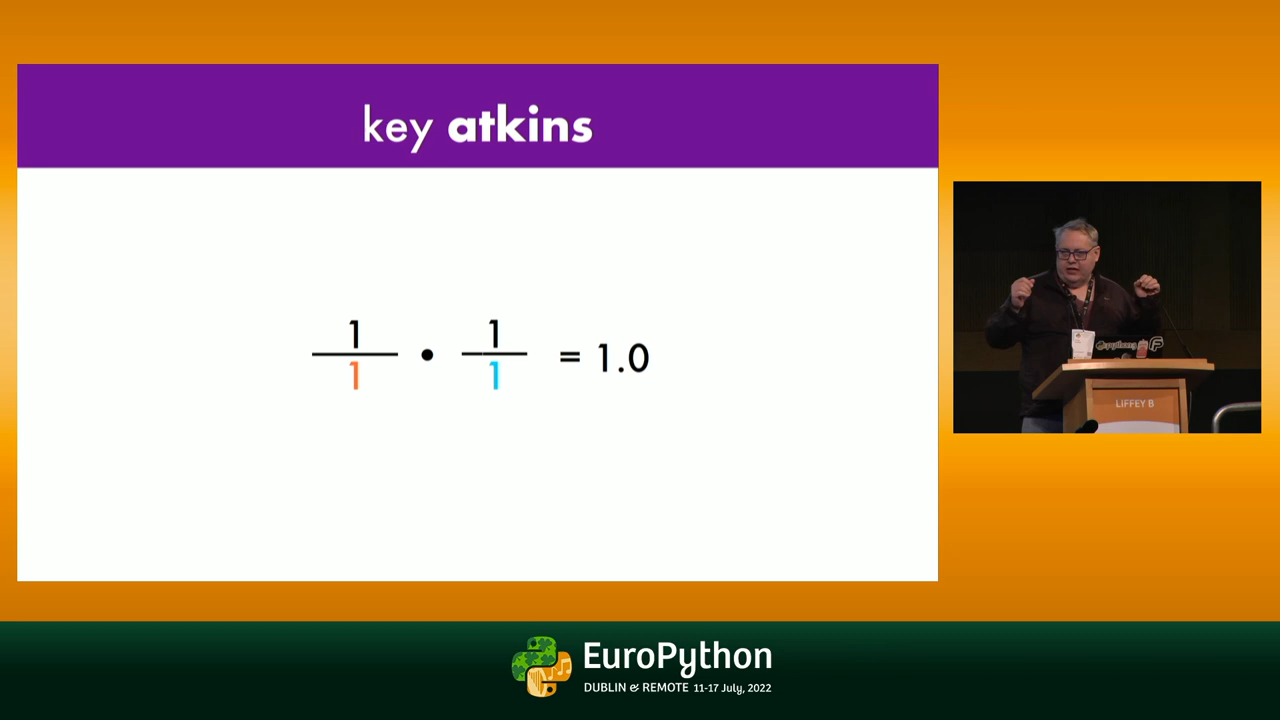 key atkins
1 1
• = 1.0
1 1
LIFFEY B
EuroPython
DUBLIN & REMOTE 11-17 July, 2022